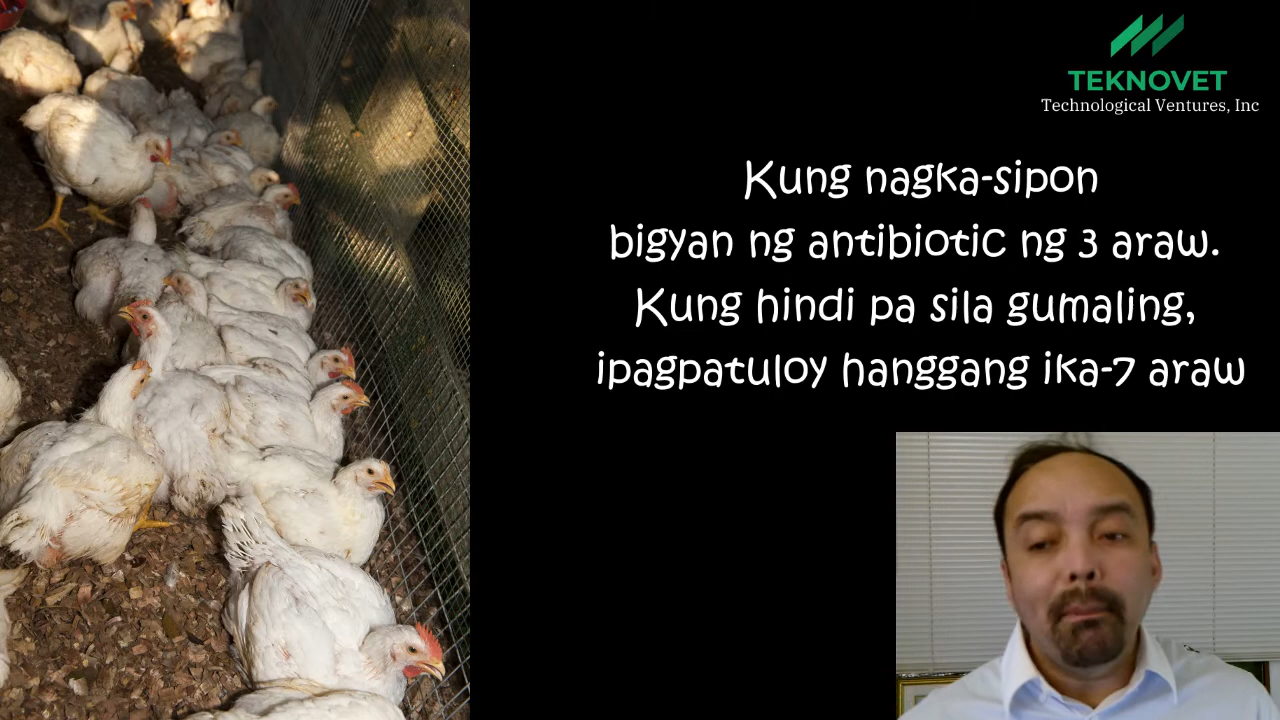 TEKNOVET
Technological Ventures, Inc
Kung nagka-sipon
bigyan ng antibiotic ng 3 araw.
Kung hindi pa sila gumaling,
ipagpatuloy hanggang ika-7 araw